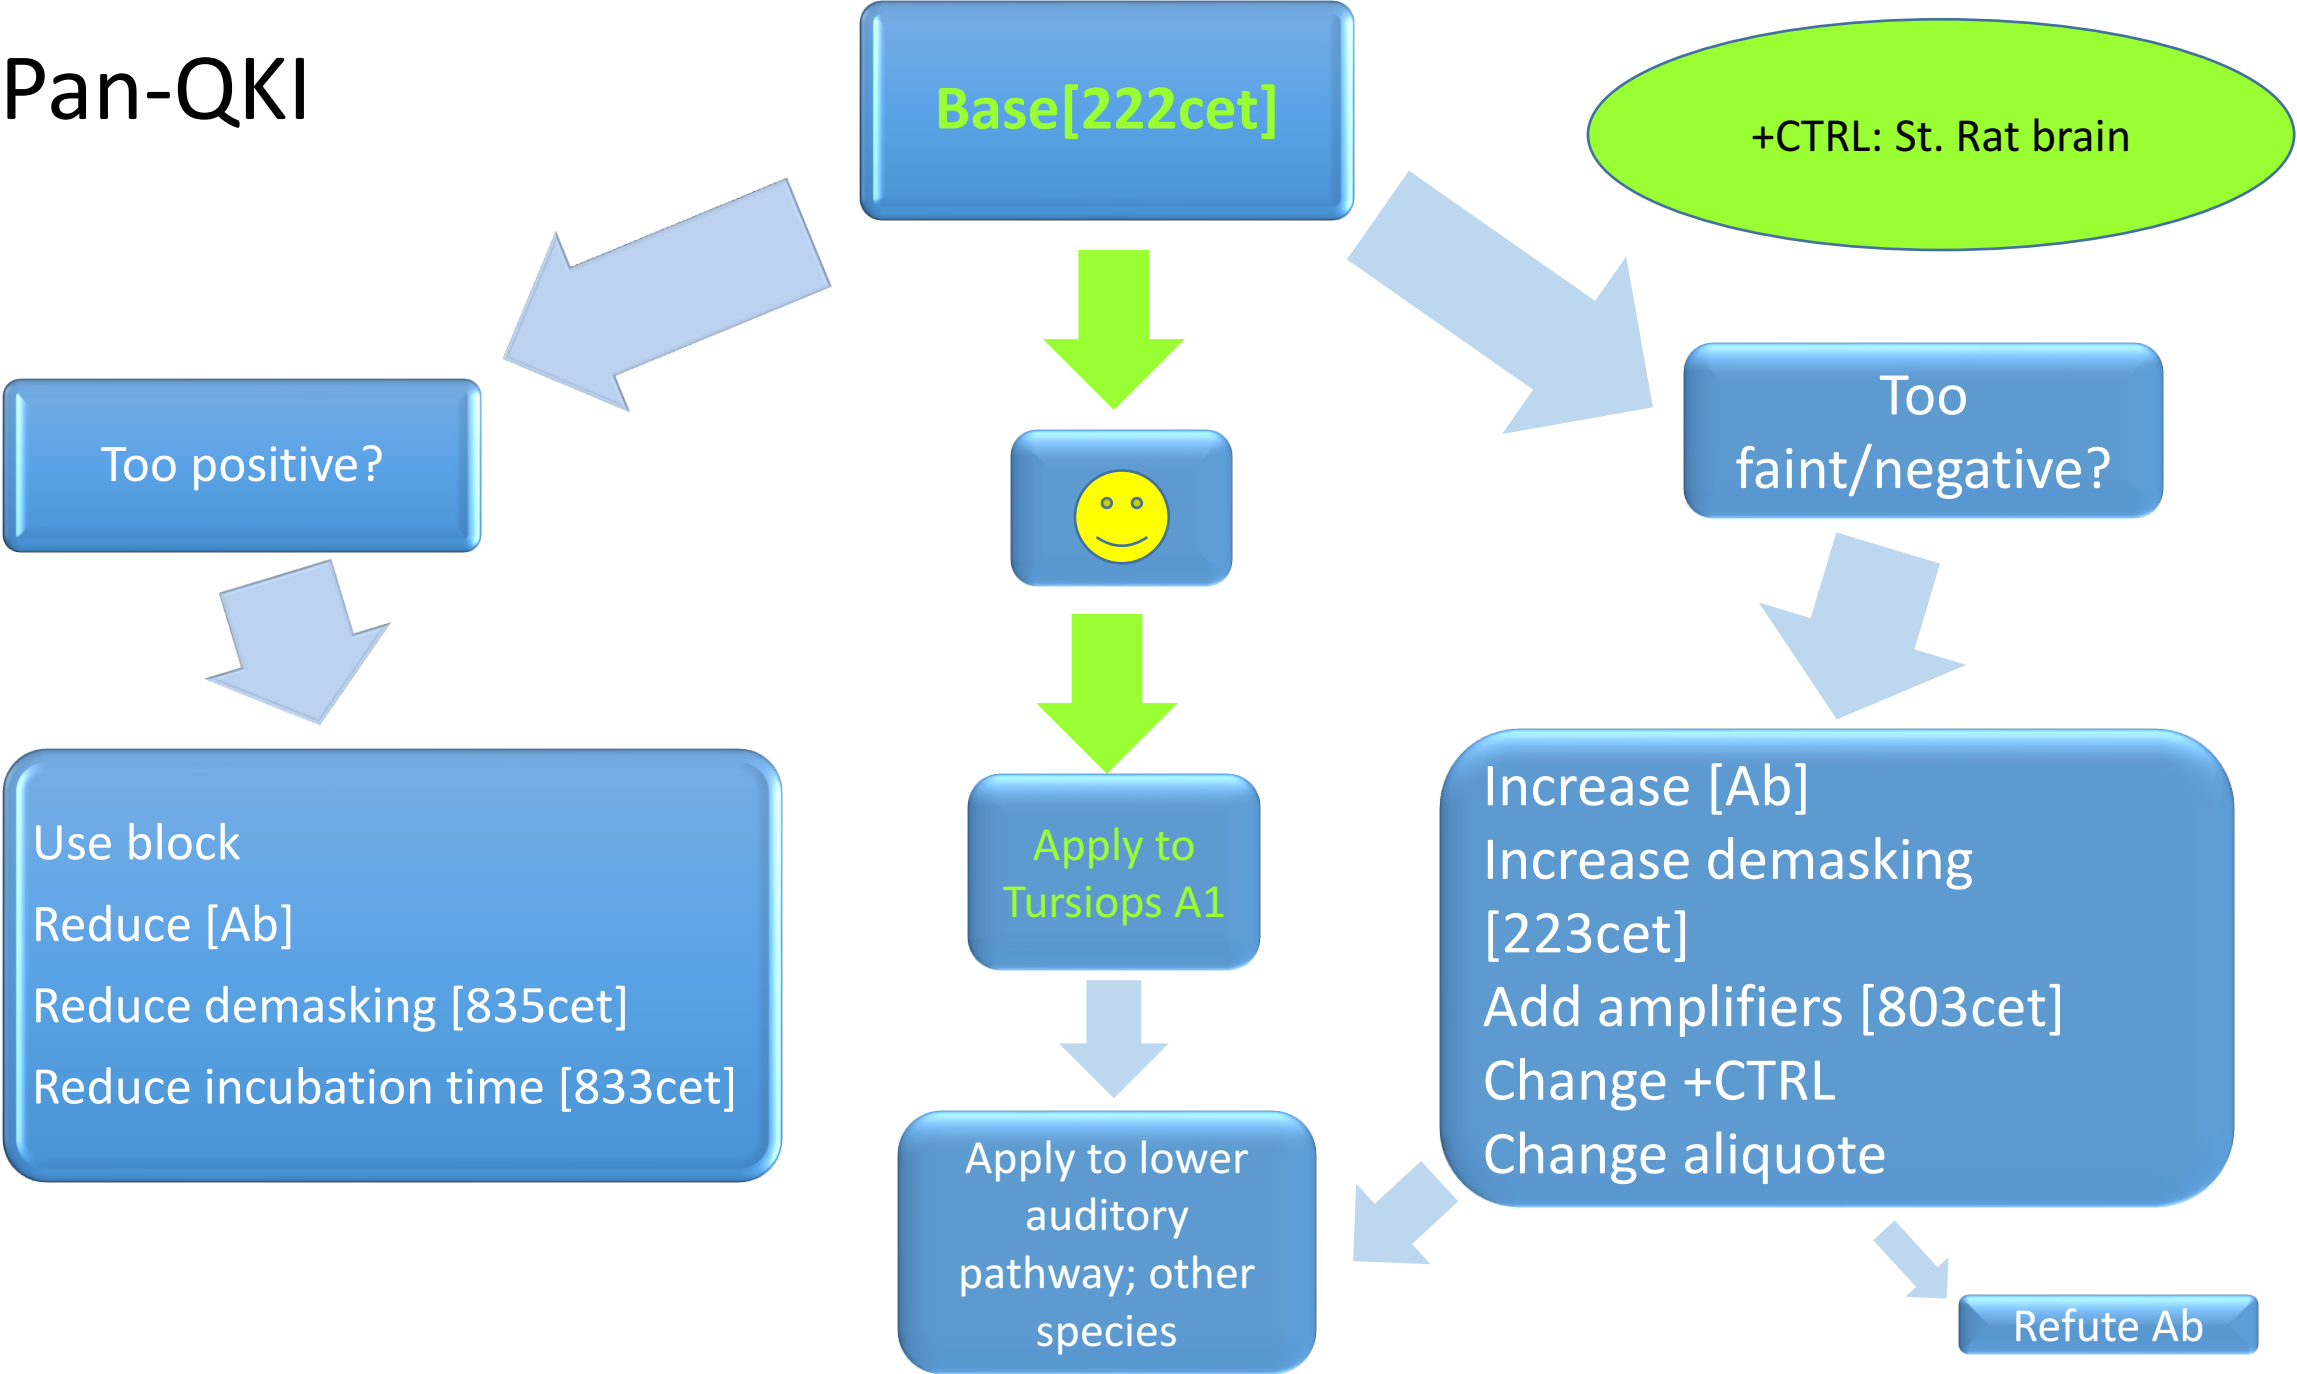 Pan-QKI
Base[222cet]
+CTRL: St. Rat brain
Too positive?
Too
faint/negative?
Use block
Reduce [Ab]
Reduce demasking [835cet]
Reduce incubation time [833cet]
Apply to
Tursiops A1
Increase [Ab]
Increase demasking
[223cet]
Add amplifiers [803cet]
Change +CTRL
Change aliquote
Apply to lower
auditory
pathway; other
species
Refute Ab